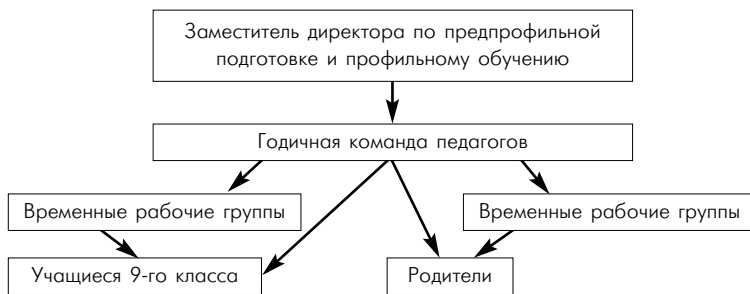 Заместитель директора по предпрофильной
подготовке и профильному обучению
Годичная команда педагогов
Временные рабочие группы
Временные рабочие группы
Учащиеся 9-го класса
Родители